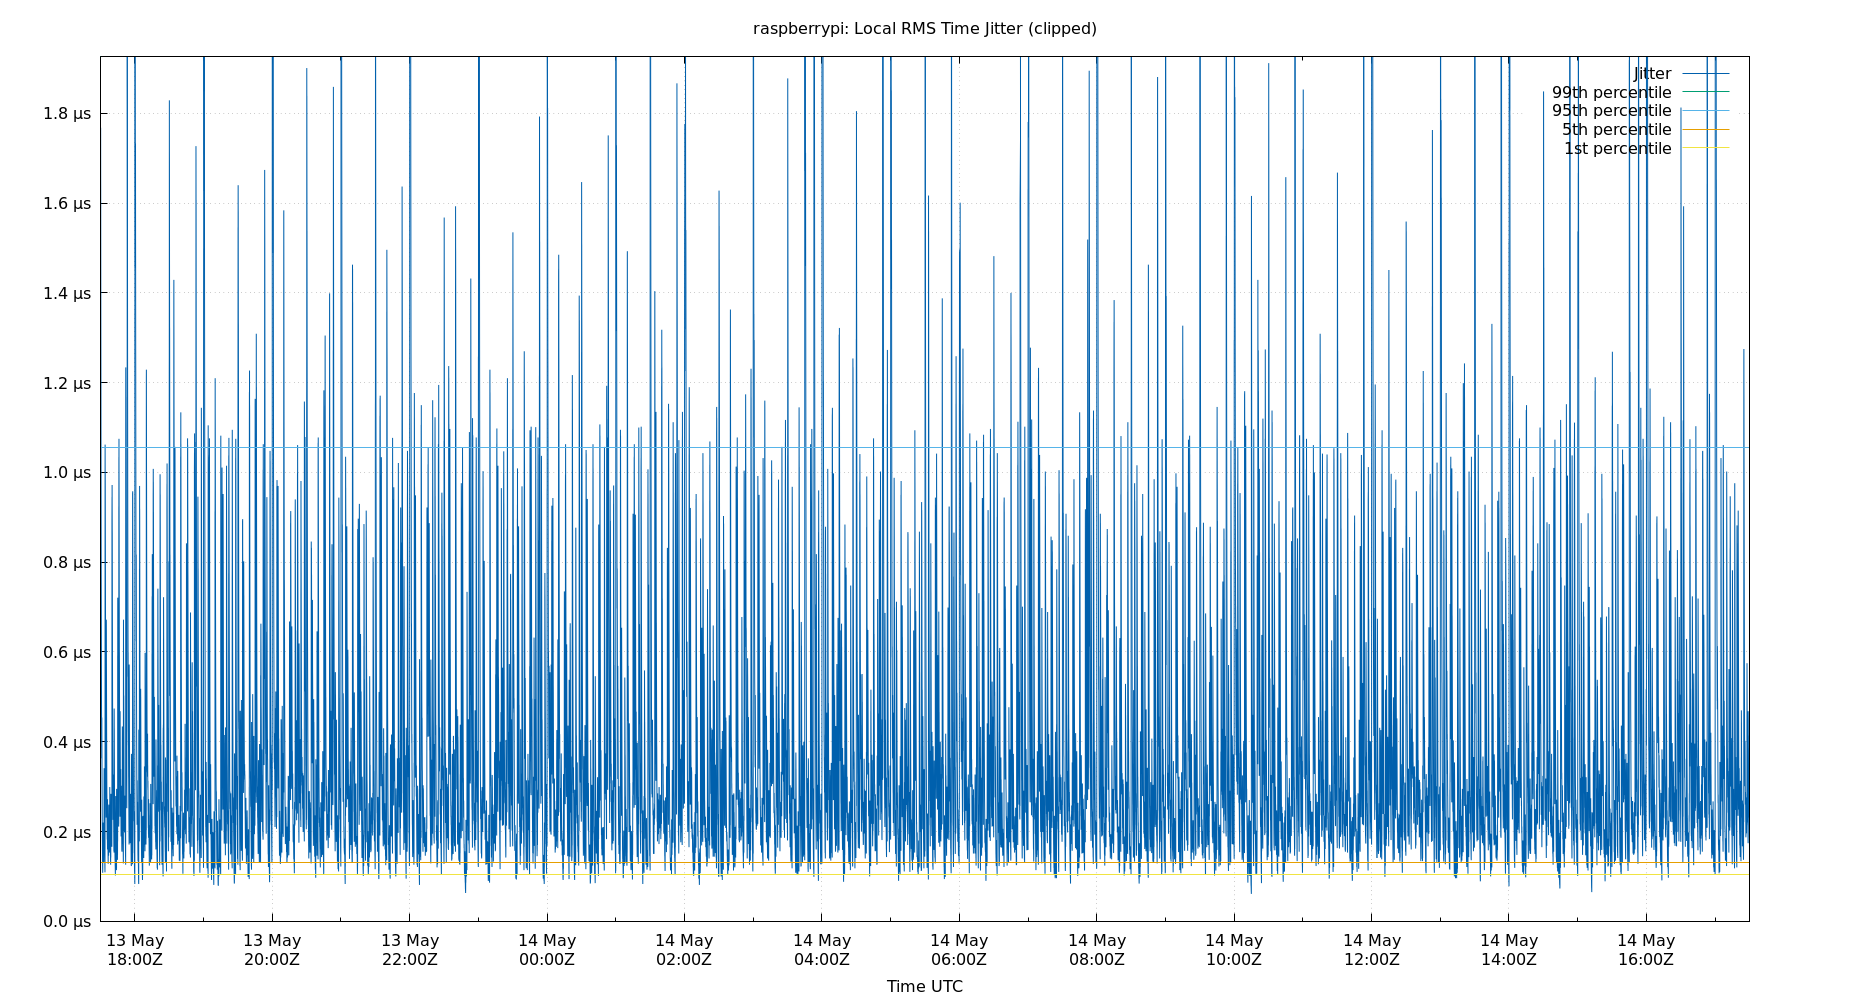 raspberrypi: Local RMS Time Jitter (clipped)
Jitter
99th percentile
95th percentile
5th percentile
1st percentile
1.8 µs
1.6 µs
1.4 µs
1.2 µs
1.0 µs
0.8 µs
0.6 µs
0.4 µs
0.2 µs
0.0 µs
13 May 13 May 13 May 14 May 14 May 14 May 14 May 14 May 14 May 14 May 14 May 14 May
18:00Z 20:00Z 22:00Z 00:00Z 02:00Z 04:00Z 06:00Z 08:00Z 10:00Z 12:00Z 14:00Z 16:00Z
Time UTC